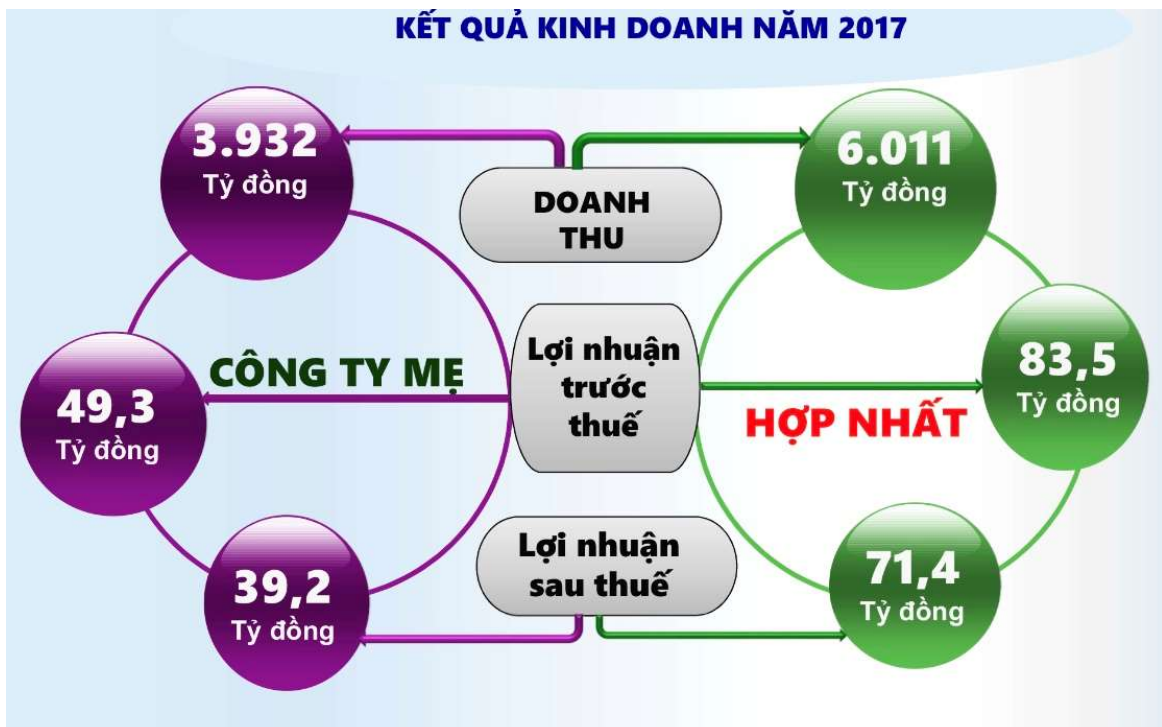 KẾT QUẢ KINH DOANH NĂM 2017
3.932
Tỷ đồng
DOANH
THU
6.011
Tỷ đồng
49,3
Tỷ đồng
CÔNG TY MẸ
Lợi nhuận
trước
thuế
HỢP NHẤT
83,5
Tỷ đồng
39,2
Tỷ đồng
Lợi nhuận
sau thuế
71,4
Tỷ đồng